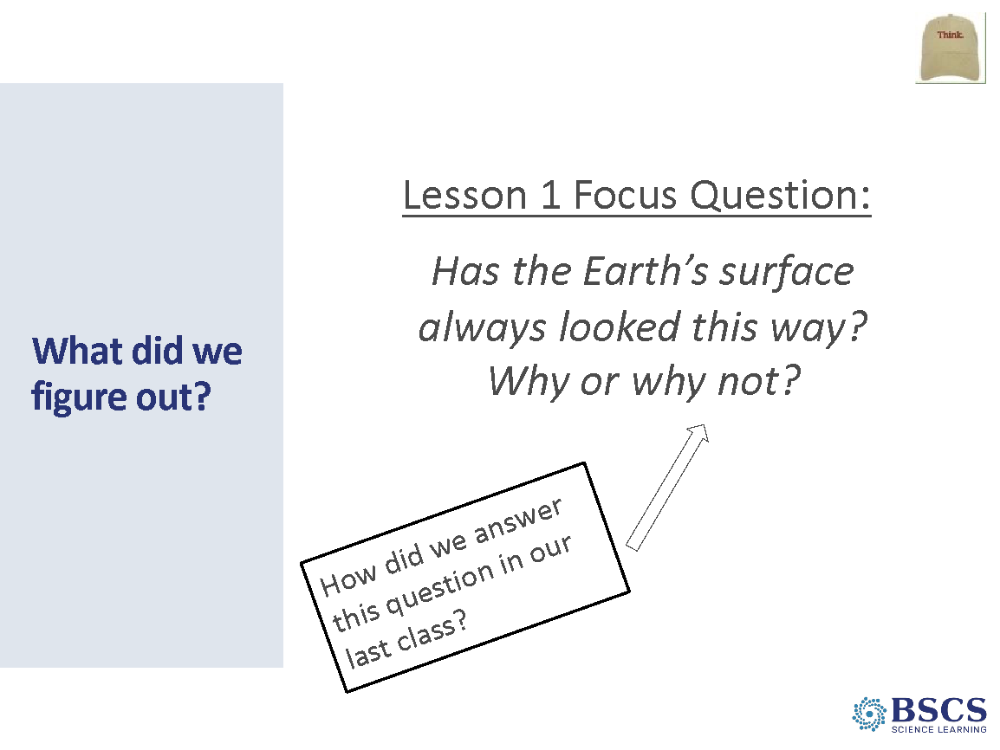 Think.
Lesson 1 Focus Question:
Has the Earth’s surface
always looked this way?
Why or why not?
What did we
figure out?
How did we answer
this question in our
last class?
BSCS
SCIENCE LEARNING